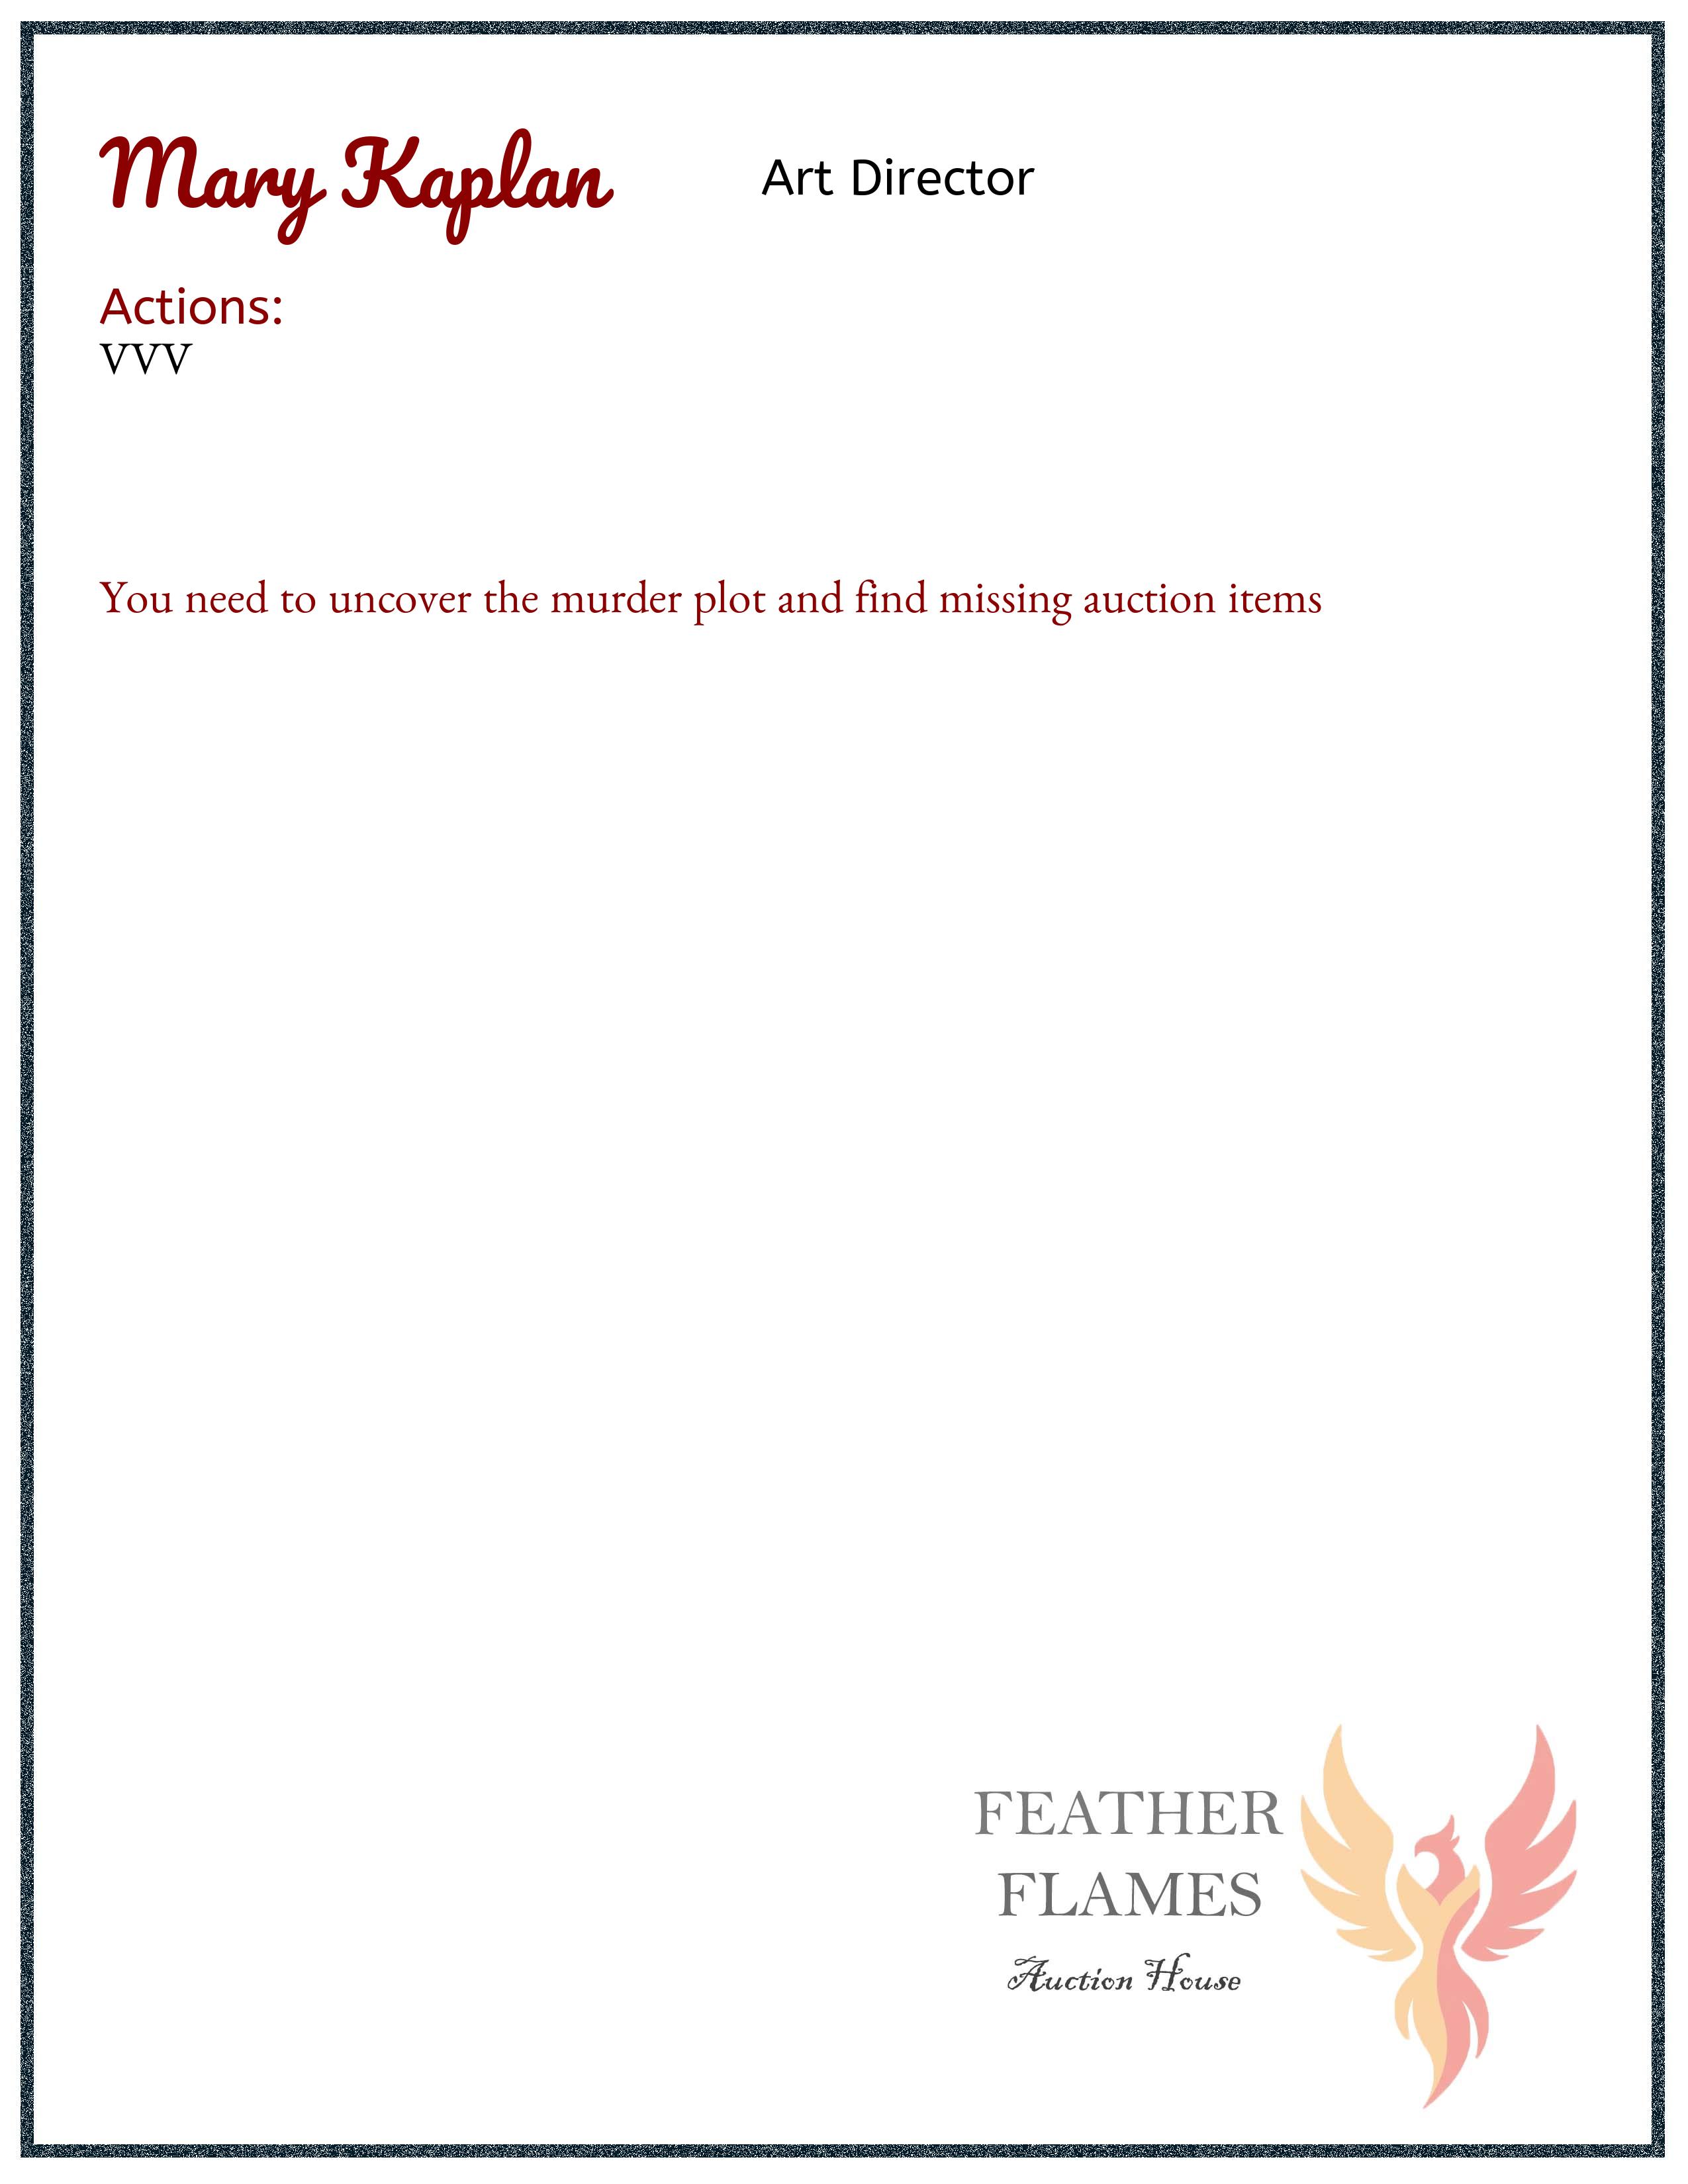 Mary Kaplan Art Director
Actions:
VVV
You need to uncover the murder plot and find missing auction items
FEATHER
FLAMES
Auction House